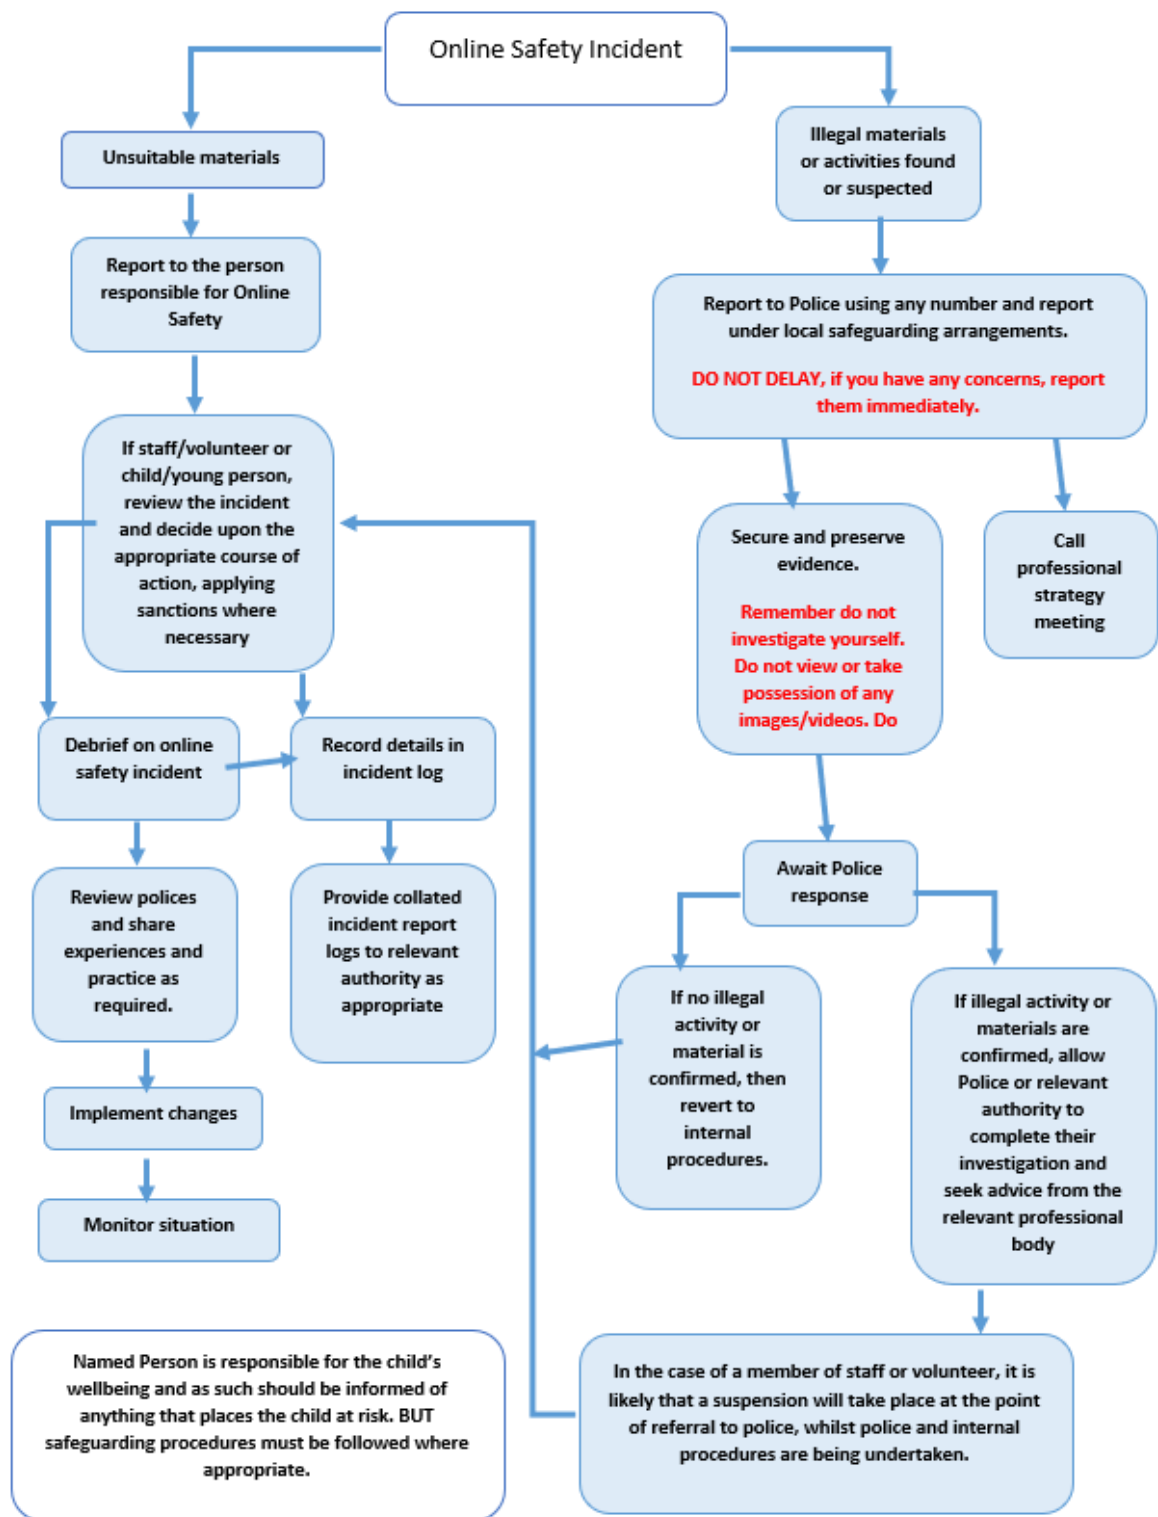 Online Safety Incident
Unsuitable materials
Report to the person
responsible for Online
Safety
If staff/volunteer or
child/young person,
review the incident
and decide upon the
appropriate course of
action, applying
sanctions where
necessary
Debrief on online
safety incident
Record details in
incident log
Review polices
and share
experiences and
practice as
required.
Provide collated
incident report
logs to relevant
authority as
appropriate
Implement changes
Monitor situation
Illegal materials
or activities found
or suspected
Report to Police using any number and report
under local safeguarding arrangements.
DO NOT DELAY, if you have any concerns, report
them immediately.
Secure and preserve
evidence.
Remember do not
investigate yourself.
Do not view or take
possession of any
images/videos. Do
Call
professional
strategy
meeting
Await Police
response
If no illegal
activity or
material is
confirmed, then
revert to
internal
procedures.
If illegal activity or
materials are
confirmed, allow
Police or relevant
authority to
complete their
investigation and
seek advice from the
relevant professional
body
In the case of a member of staff or volunteer, it is
likely that a suspension will take place at the point
of referral to police, whilst police and internal
procedures are being undertaken.
Named Person is responsible for the child’s
wellbeing and as such should be informed of
anything that places the child at risk. BUT
safeguarding procedures must be followed where
appropriate.